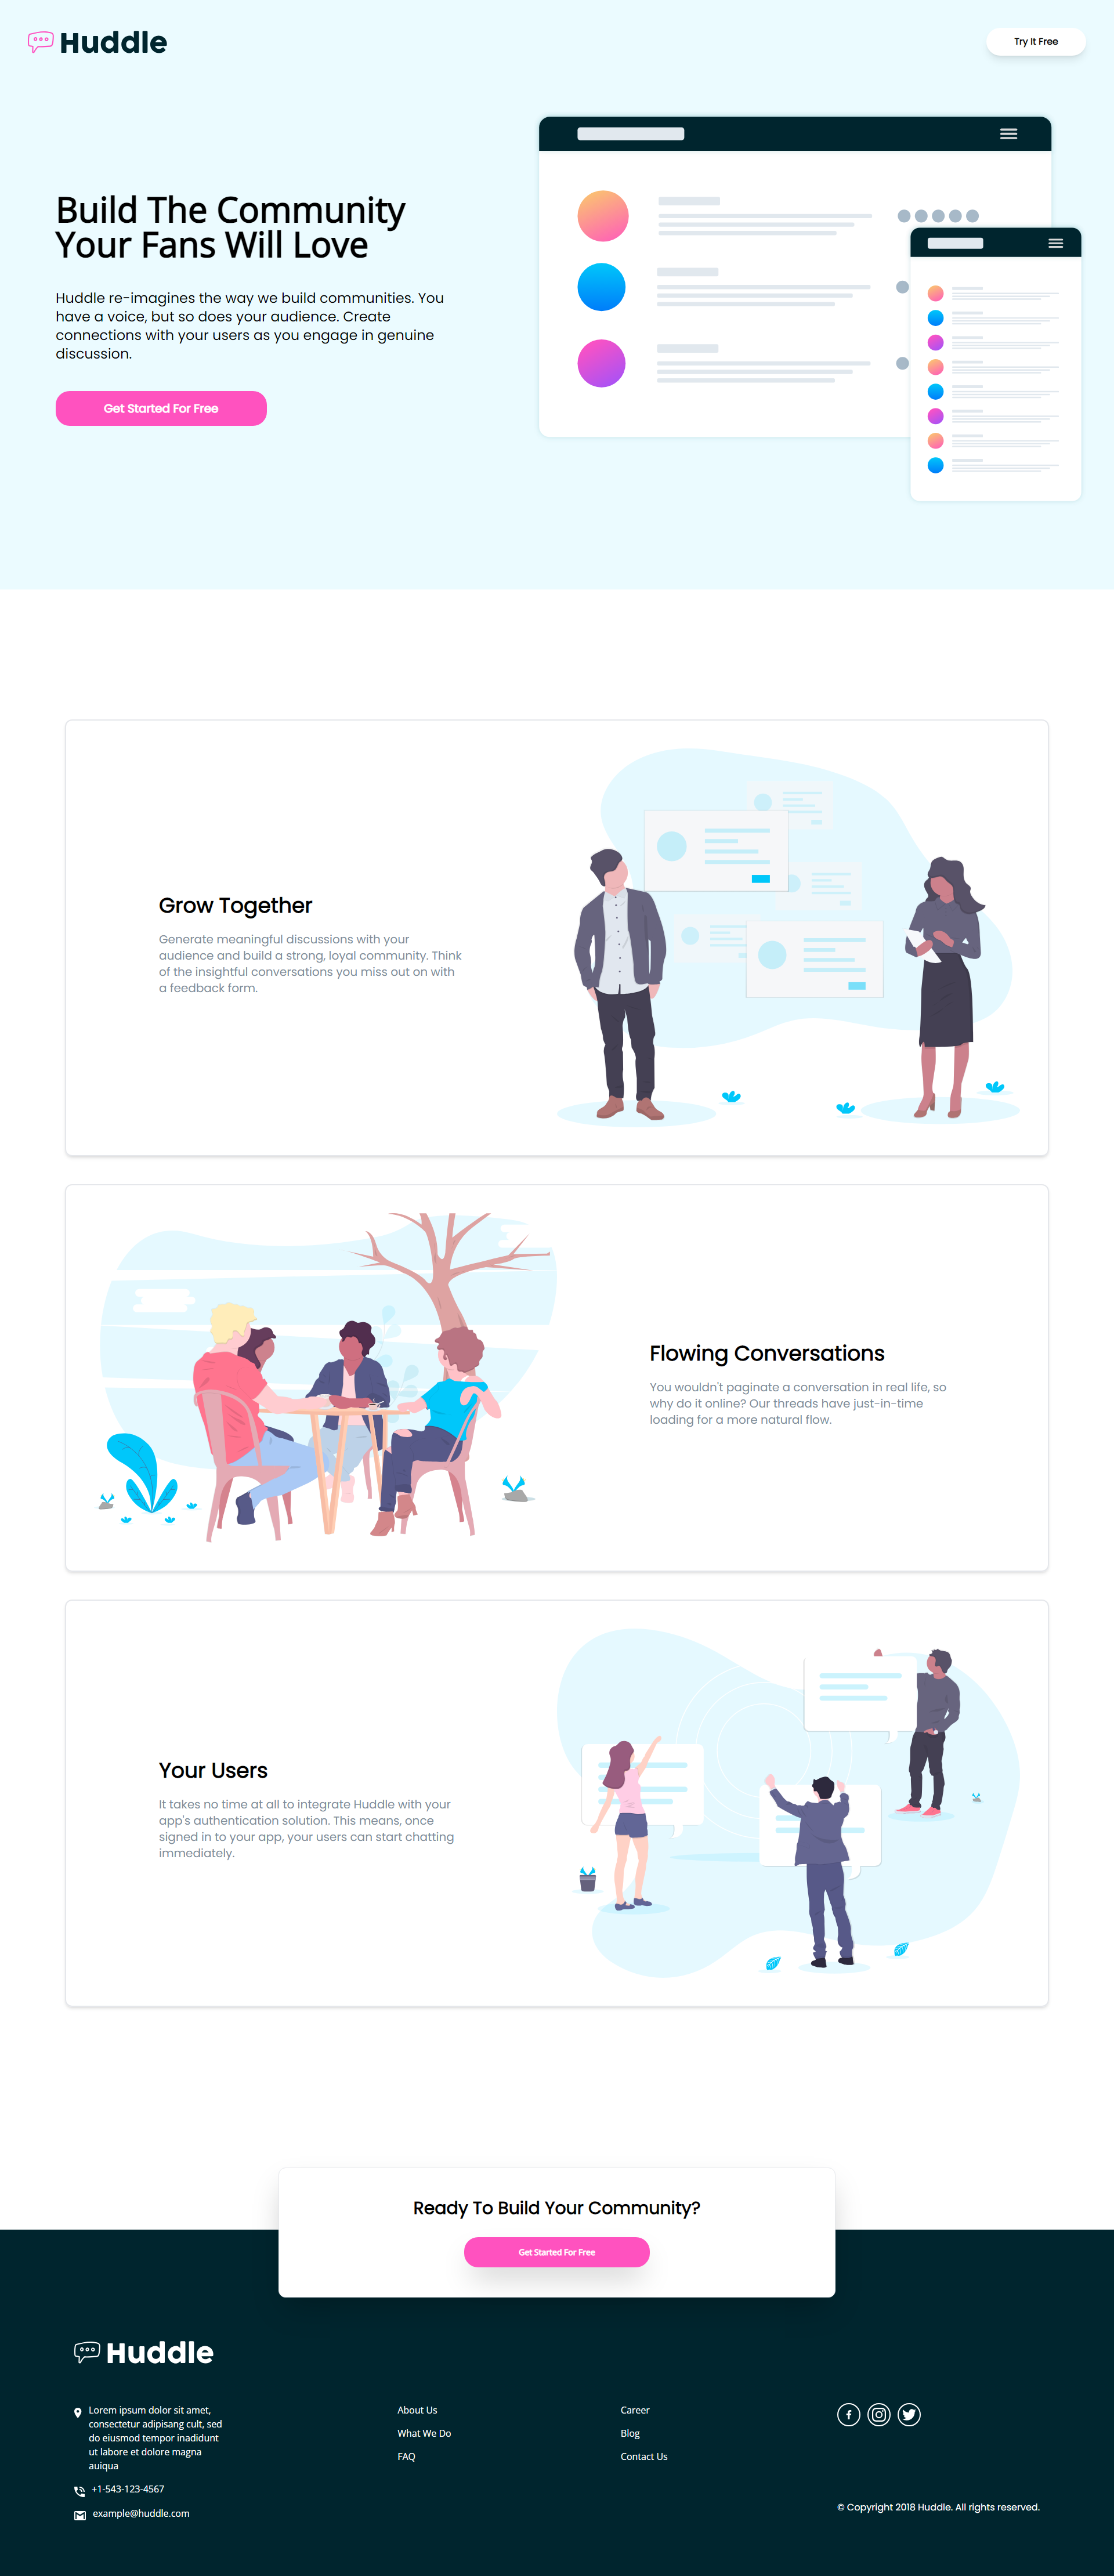 Huddle
Try It Free
Build The Community
Your Fans Will Love
Huddle re-imagines the way we build communities. You
have a voice, but so does your audience. Create
connections with your users as you engage in genuine
discussion.
Get Started For Free
Grow Together
Generate meaningful discussions with your
audience and build a strong, loyal community. Think
of the insightful conversations you miss out on with
a feedback form.
Flowing Conversations
You wouldn't paginate a conversation in real life, so
why do it online? Our threads have just-in-time
loading for a more natural flow.
Your Users
It takes no time at all to integrate Huddle with your
app's authentication solution. This means, once
signed in to your app, your users can start chatting
immediately.
Ready To Build Your Community?
Get Started For Free
Huddle
Lorem ipsum dolor sit amet,
consectetur adipisang cult, sed
do eiusmod tempor inadidunt
ut labore et dolore magna
auiqua
+1-543-123-4567
example@huddle.com
About Us
What We Do
FAQ
Career
Blog
Contact Us
© Copyright 2018 Huddle. All rights reserved.